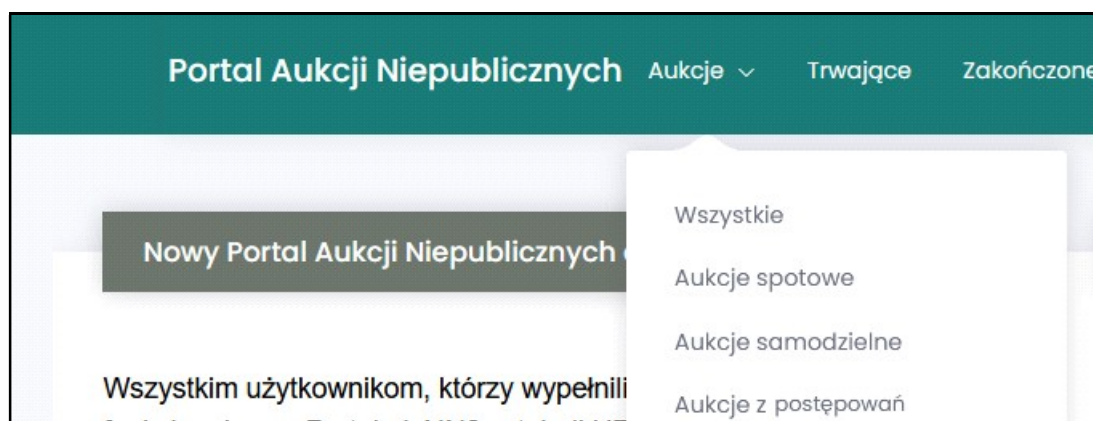 Portal Aukcji Niepublicznych Aukcje Trwające Zakończone
Wszystkie
Nowy Portal Aukcji Niepublicznych
Aukcje spotowe
Aukcje samodzielne
Wszystkim użytkownikom, którzy wypełnili
Aukcje z postępowań